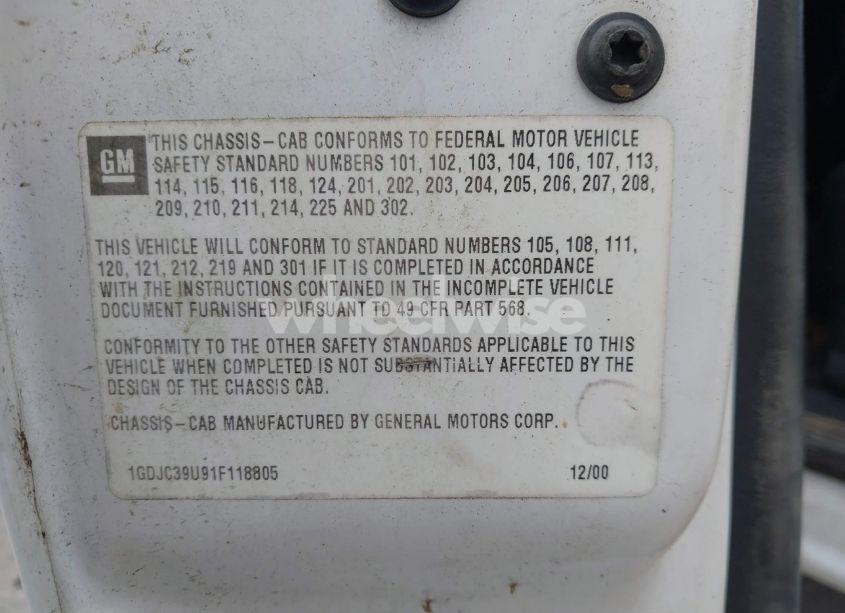 GM
THIS CHASSIS-CAB CONFORMS TO FEDERAL MOTOR VEHICLE
SAFETY STANDARD NUMBERS 101, 102, 103, 104, 106, 107, 113,
114, 115, 116, 118, 124, 201, 202, 203, 204, 205, 206, 207, 208,
209, 210, 211, 214, 225 AND 302.
THIS VEHICLE WILL CONFORM TO STANDARD NUMBERS 105, 108, 111,
120, 121, 212, 219 AND 301 IF IT IS COMPLETED IN ACCORDANCE
WITH THE INSTRUCTIONS CONTAINED IN THE INCOMPLETE VEHICLE
DOCUMENT FURNISHED PURSUANT TO 49 CFR PART 568.
wheelwise
CONFORMITY TO THE OTHER SAFETY STANDARDS APPLICABLE TO THIS
VEHICLE WHEN COMPLETED IS NOT SUBSTANTIALLY AFFECTED BY THE
DESIGN OF THE CHASSIS CAB.
CHASSIS-CAB MANUFACTURED BY GENERAL MOTORS CORP.
1GDJC39U91F118805 12/00